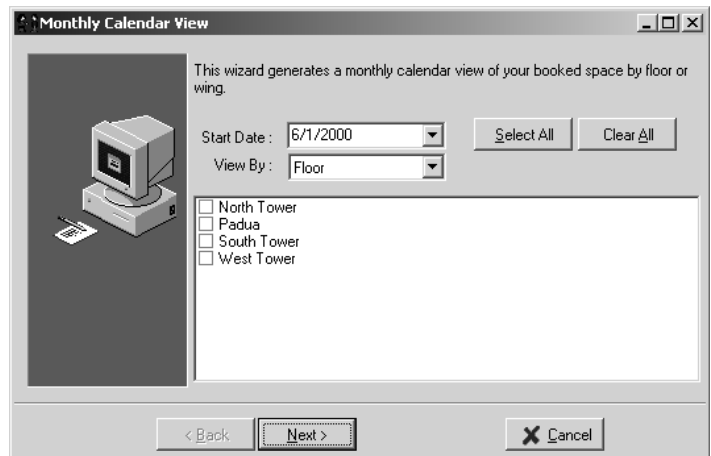 Monthly Calendar View
This wizard generates a monthly calendar view of your booked space by floor or
wing.
Start Date : 6/1/2000 Select All Clear All
View By : Floor
North Tower
Padua
South Tower
West Tower
< Back Next > Cancel